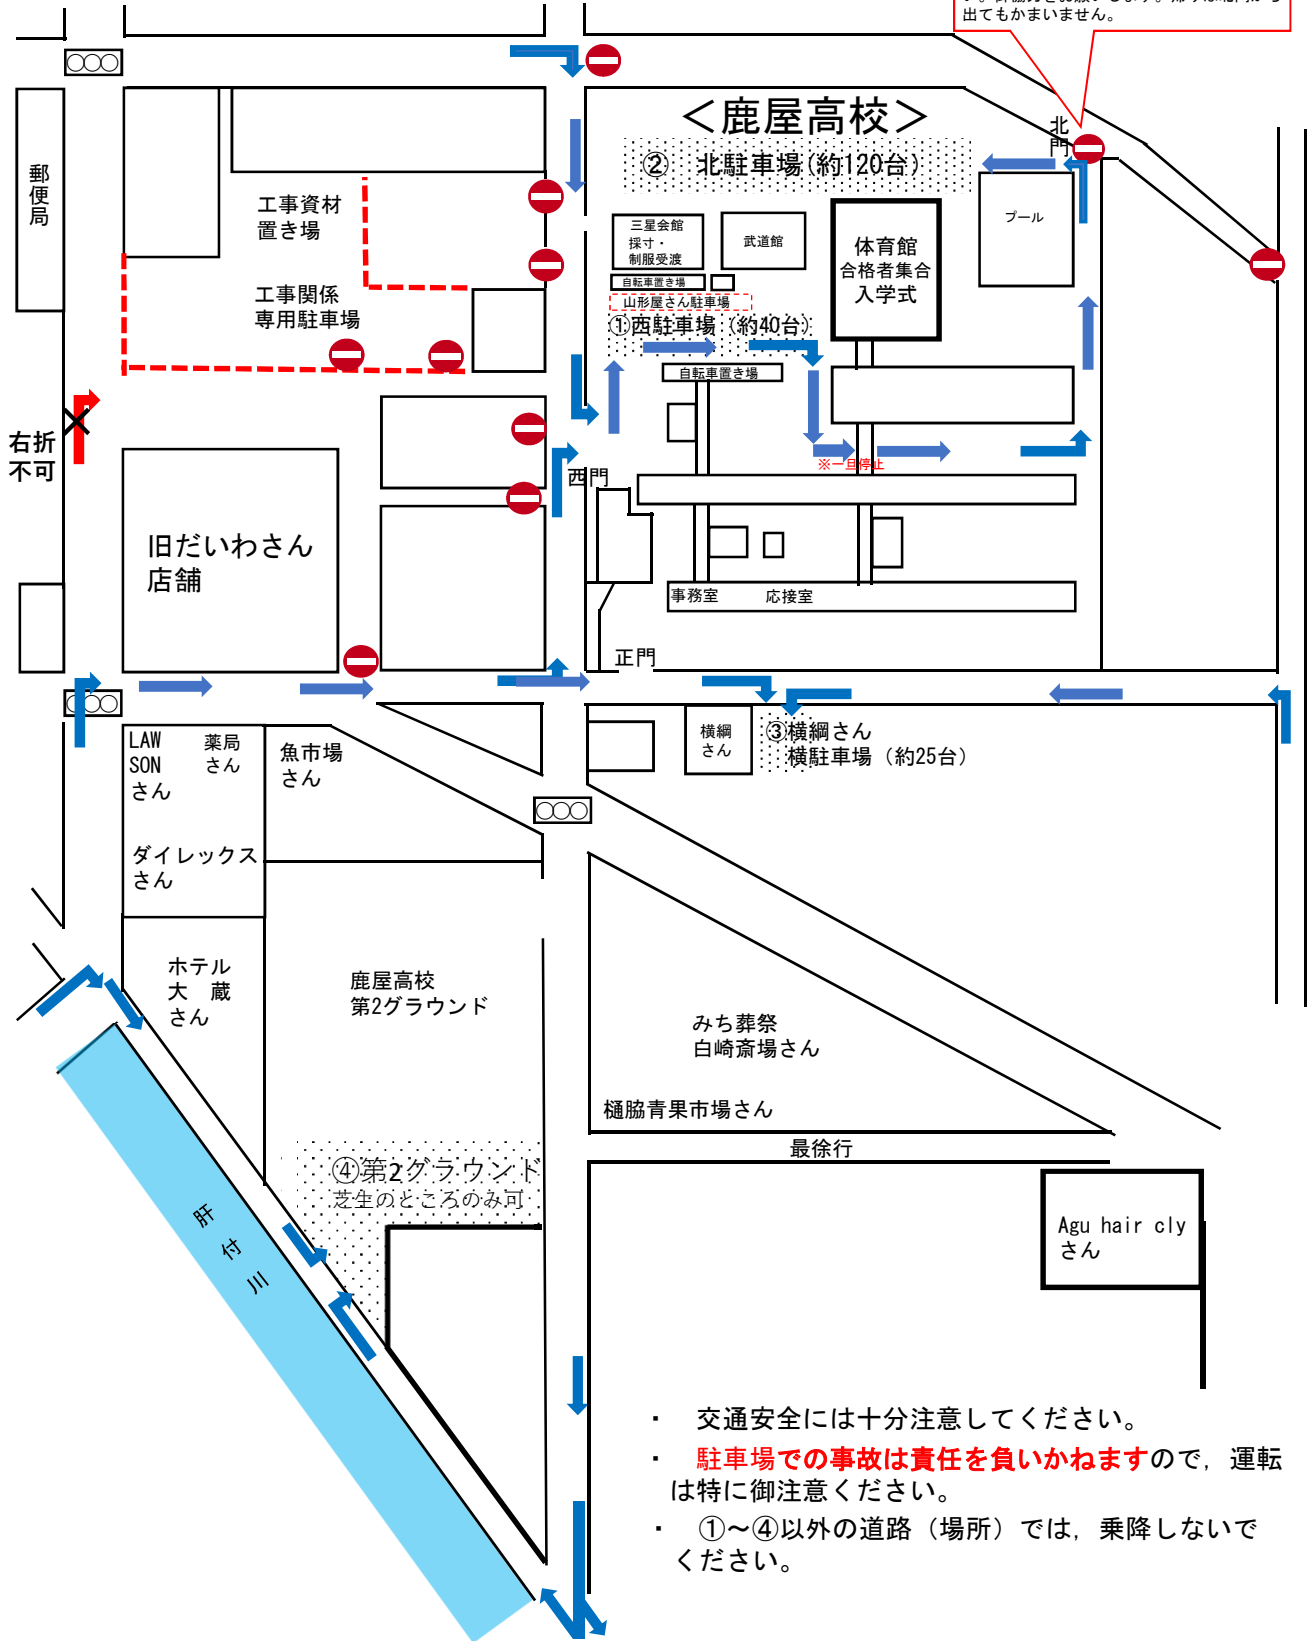 出てもかまいません。
＜鹿屋高校＞
北門
② 北駐車場(約120台)
郵便局
工事資材
置き場
三星会館
採寸・
制服受渡
武道館
体育館
合格者集合
入学式
プール
自転車置き場
山形屋さん駐車場
①西駐車場（約40台）
工事関係
専用駐車場
自転車置き場
右折
不可
※一旦停止
西門
旧だいわさん
店舗
事務室
応接室
正門
LAW
SON
さん
薬局
さん
魚市場
さん
横綱
さん
③横綱さん
横駐車場（約25台）
ダイレックス
さん
ホテル
大　蔵
さん
鹿屋高校
第2グラウンド
みち葬祭
白崎斎場さん
樋脇青果市場さん
最徐行
④第2グラウンド
芝生のところのみ可
肝付川
Agu hair cly
さん
・　交通安全には十分注意してください。
・　駐車場での事故は責任を負いかねますので，運転
は特に御注意ください。
・　①～④以外の道路（場所）では，乗降しないで
ください。